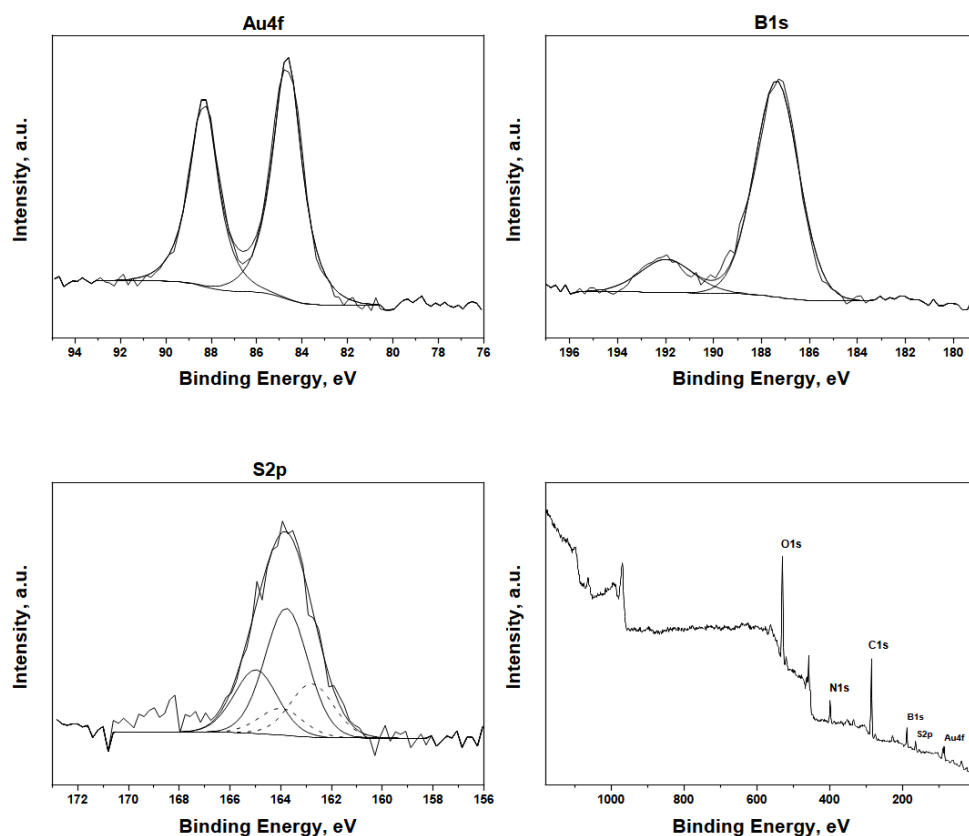 Au4f
Intensity, a.u.
94 92 90 88 86 84 82 80 78 76
Binding Energy, eV
B1s
Intensity, a.u.
196 194 192 190 188 186 184 182 180
Binding Energy, eV
S2p
Intensity, a.u.
172 170 168 166 164 162 160 158 156
Binding Energy, eV
O1s
C1s
N1s
B1s
S2p
Au4f
Intensity, a.u.
1000 800 600 400 200
Binding Energy, eV